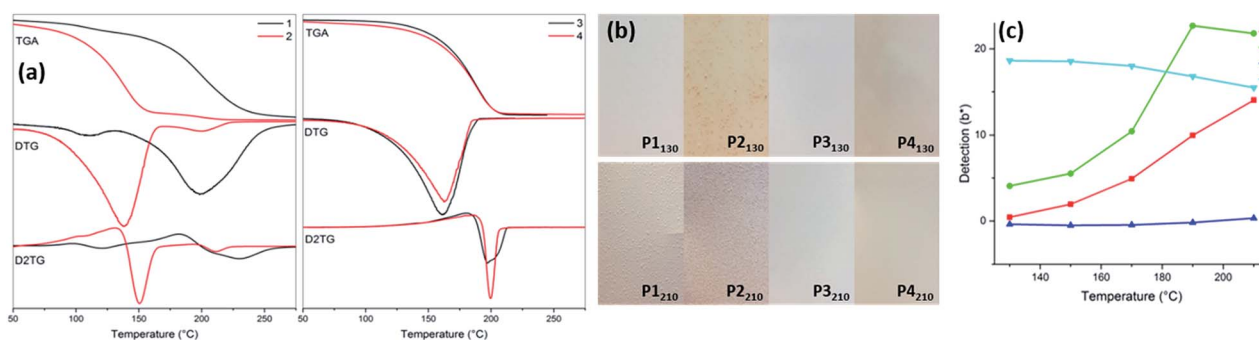 (a)
TGA
DTG
D2TG
1
2
50 100 150 200 250
Temperature (°C)
TGA
DTG
D2TG
3
4
50 100 150 200 250
Temperature (°C)
(b)
P1130 P2130 P3130 P4130
P1210 P2210 P3210 P4210
(c)
Detection (b*)
20
10
0
140 160 180 200
Temperature (°C)